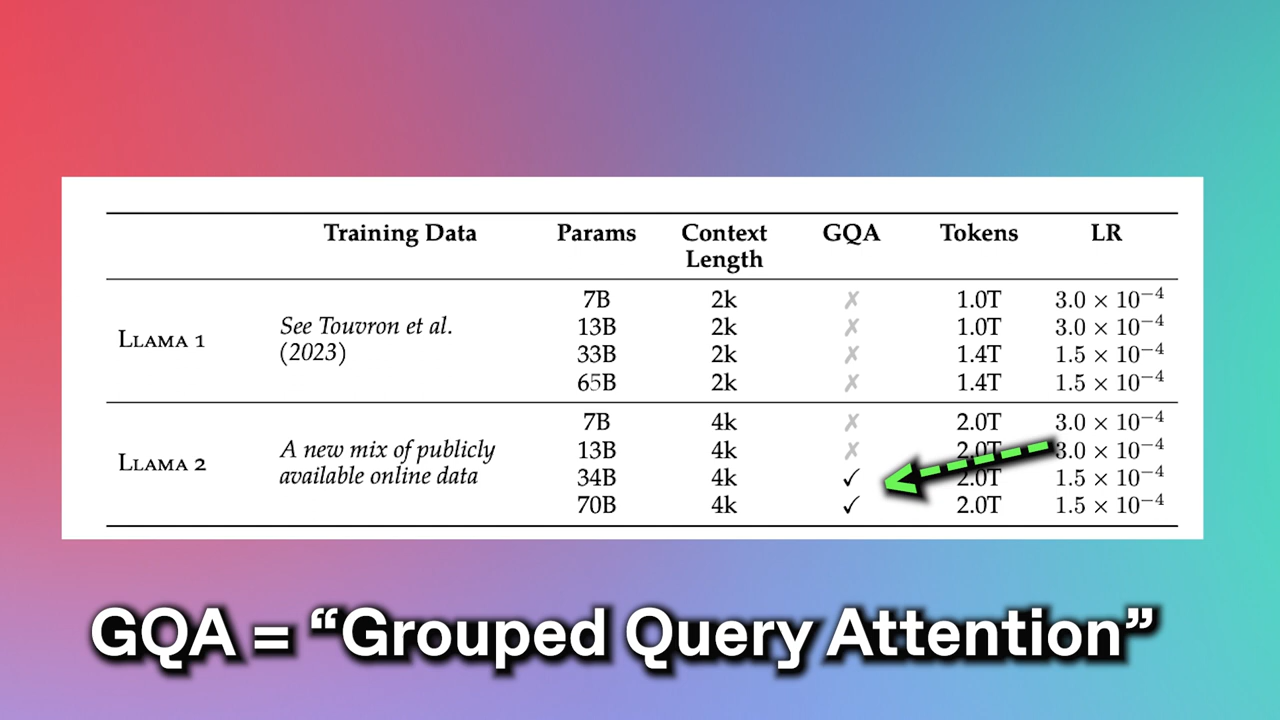 Training Data Params Context Length GQA Tokens LR
LLAMA 1 See Touvron et al. (2023)
7B 2k ✗ 1.0T 3.0 × 10⁻⁴
13B 2k ✗ 1.0T 3.0 × 10⁻⁴
33B 2k ✗ 1.4T 1.5 × 10⁻⁴
65B 2k ✗ 1.4T 1.5 × 10⁻⁴
LLAMA 2 A new mix of publicly available online data
7B 4k ✗ 2.0T 3.0 × 10⁻⁴
13B 4k ✗ 2.0T 3.0 × 10⁻⁴
34B 4k ✓ 2.0T 1.5 × 10⁻⁴
70B 4k ✓ 2.0T 1.5 × 10⁻⁴
GQA = “Grouped Query Attention”